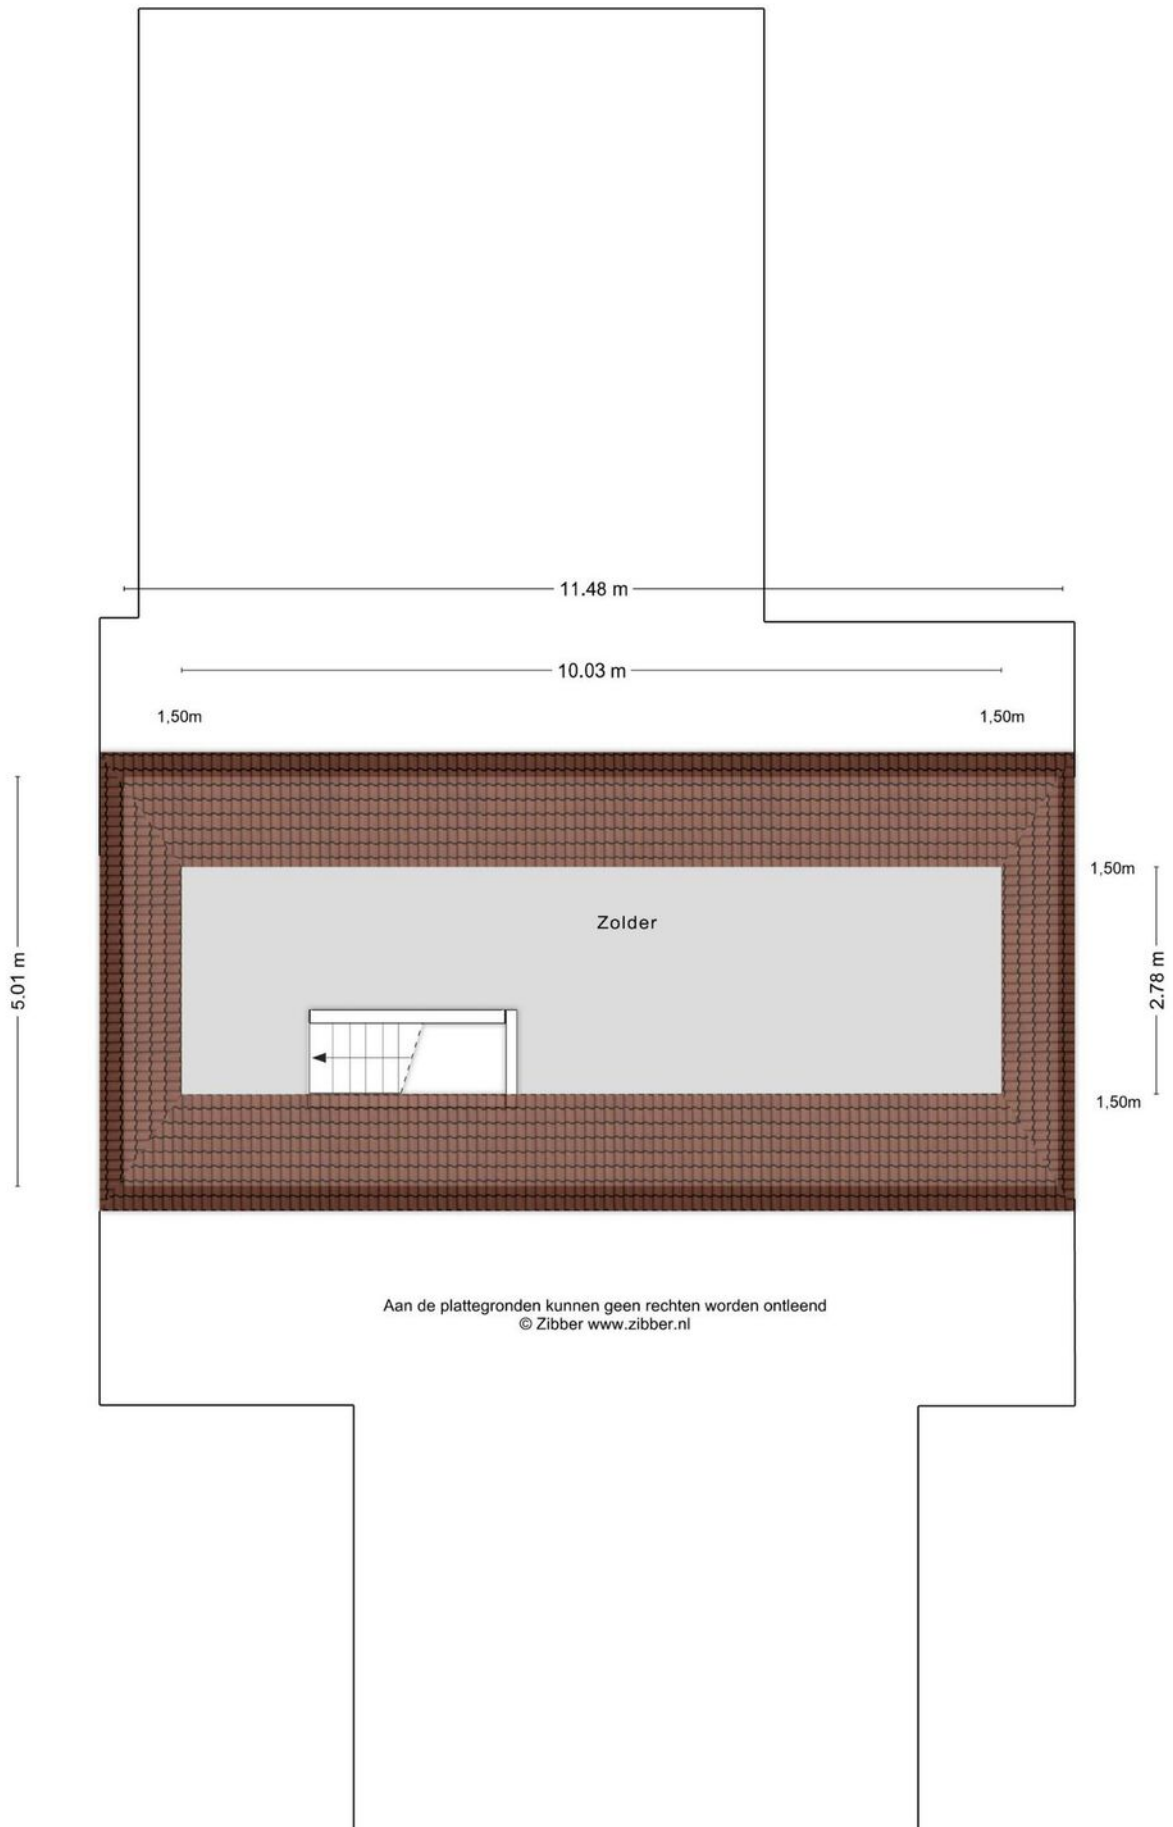 11.48 m
10.03 m
1,50m
1,50m
1,50m
Zolder
5.01 m
2.78 m
1,50m
Aan de plattegronden kunnen geen rechten worden ontleend
© Zibber www.zibber.nl